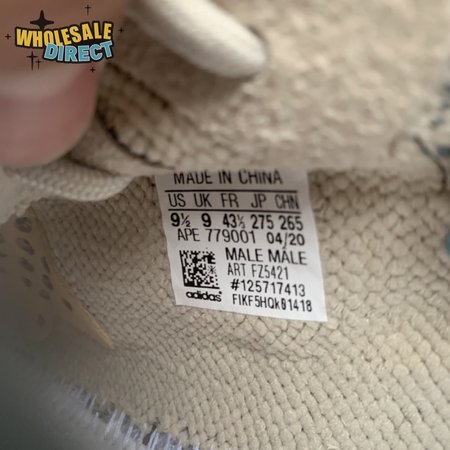 WHOLESALE
DIRECT
MADE IN CHINA
US UK FR JP CHN
9½ 9 43⅓ 275 265
APE 779001 04/20
MALE MÂLE
ART FZ5421
#125717413
adidas
FIKF5HQk01418